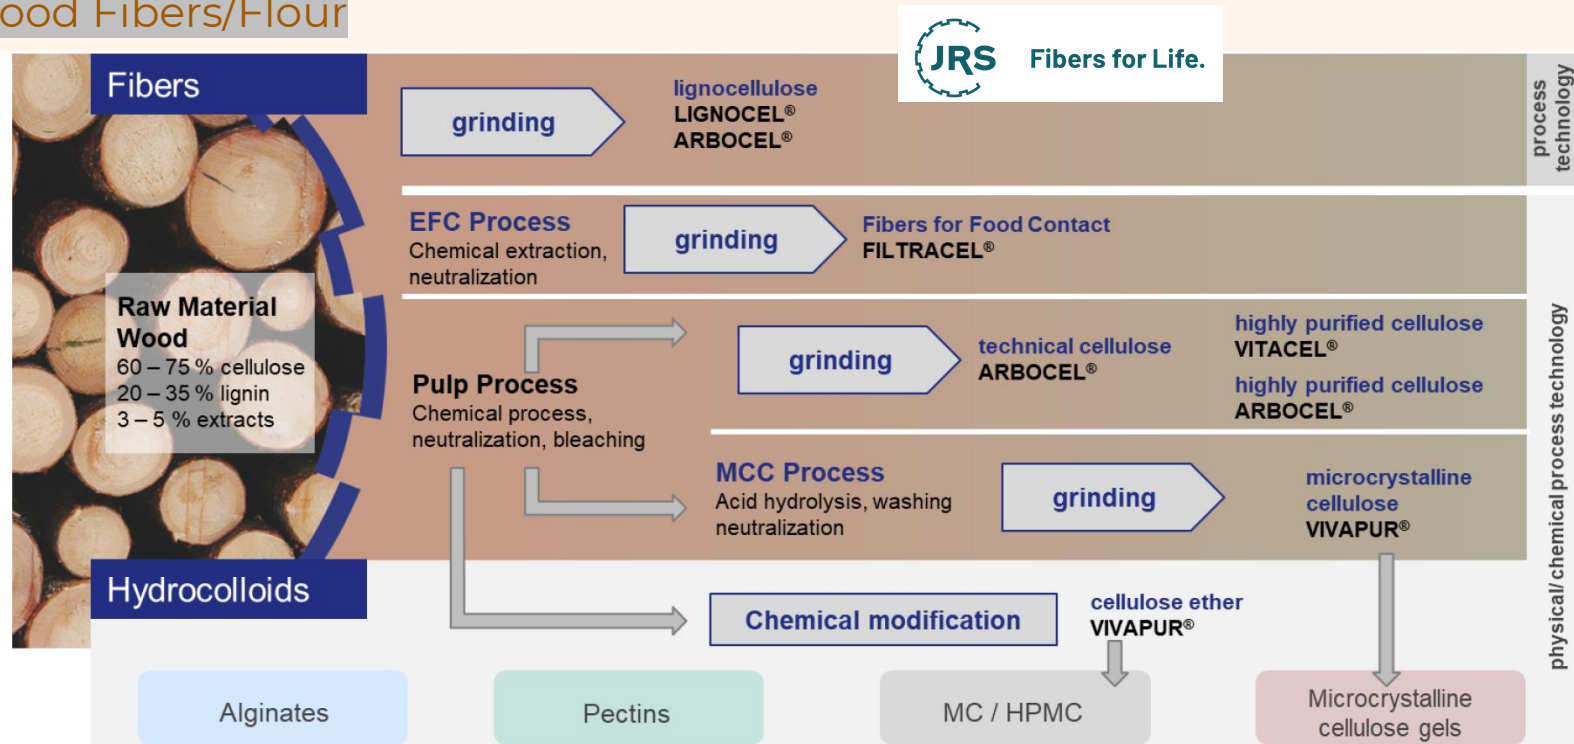 ood Fibers/Flour
JRS Fibers for Life.
Fibers
grinding
lignocellulose
LIGNOCEL®
ARBOCEL®
process
technology
EFC Process
Chemical extraction,
neutralization
grinding
Fibers for Food Contact
FILTRACEL®
Raw Material
Wood
60 – 75 % cellulose
20 – 35 % lignin
3 – 5 % extracts
Pulp Process
Chemical process,
neutralization, bleaching
grinding
technical cellulose
ARBOCEL®
highly purified cellulose
VITACEL®
highly purified cellulose
ARBOCEL®
MCC Process
Acid hydrolysis, washing
neutralization
grinding
microcrystalline
cellulose
VIVAPUR®
physical/ chemical process technology
Hydrocolloids
Chemical modification
cellulose ether
VIVAPUR®
Alginates
Pectins
MC / HPMC
Microcrystalline
cellulose gels